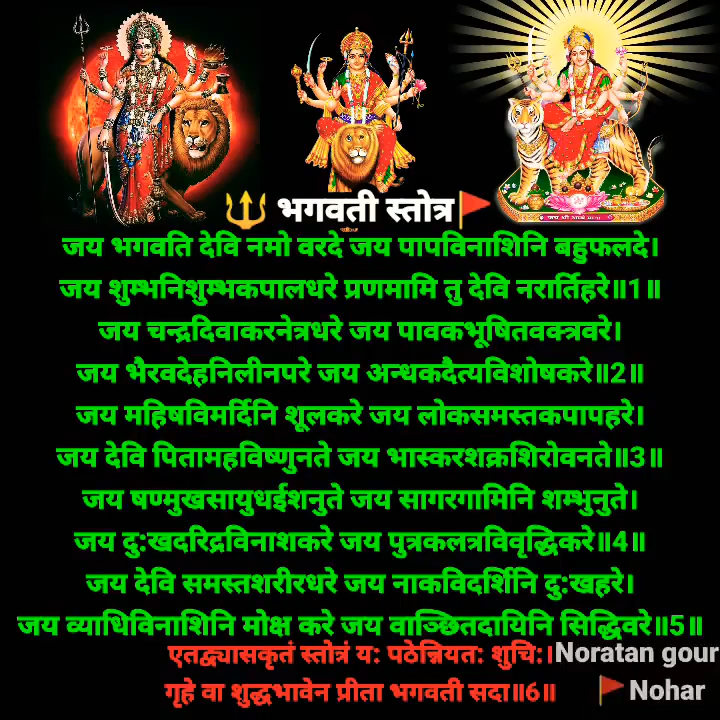 भगवती स्तोत्र
जय भगवति देवि नमो वरदे जय पापविनाशिनि बहुफलदे।
जय शुम्भनिशुम्भकपालधरे प्रणमामि तु देवि नरार्तिहरे॥1॥
जय चन्द्रदिवाकरनेत्रधरे जय पावकभूषितवक्त्रवरे।
जय भैरवदेहनिलीनपरे जय अन्धकदैत्यविशोषकरे॥2॥
जय महिषविमर्दिनि शूलकरे जय लोकसमस्तकपापहरे।
जय देवि पितामहविष्णुनते जय भास्करशक्रशिरोवनते॥3॥
जय षण्मुखसायुधईशनुते जय सागरगामिनि शम्भुनुते।
जय दु:खदरिद्रविनाशकरे जय पुत्रकलत्रविवृद्धिकरे॥4॥
जय देवि समस्तशरीरधरे जय नाकविदर्शिनि दु:खहरे।
जय व्याधिविनाशिनि मोक्ष करे जय वाञ्छितदायिनि सिद्धिवरे॥5॥
एतद्व्यासकृतं स्तोत्रं य: पठेन्नियत: शुचि:।
गृहे वा शुद्धभावेन प्रीता भगवती सदा॥6॥
Noratan gour
Nohar